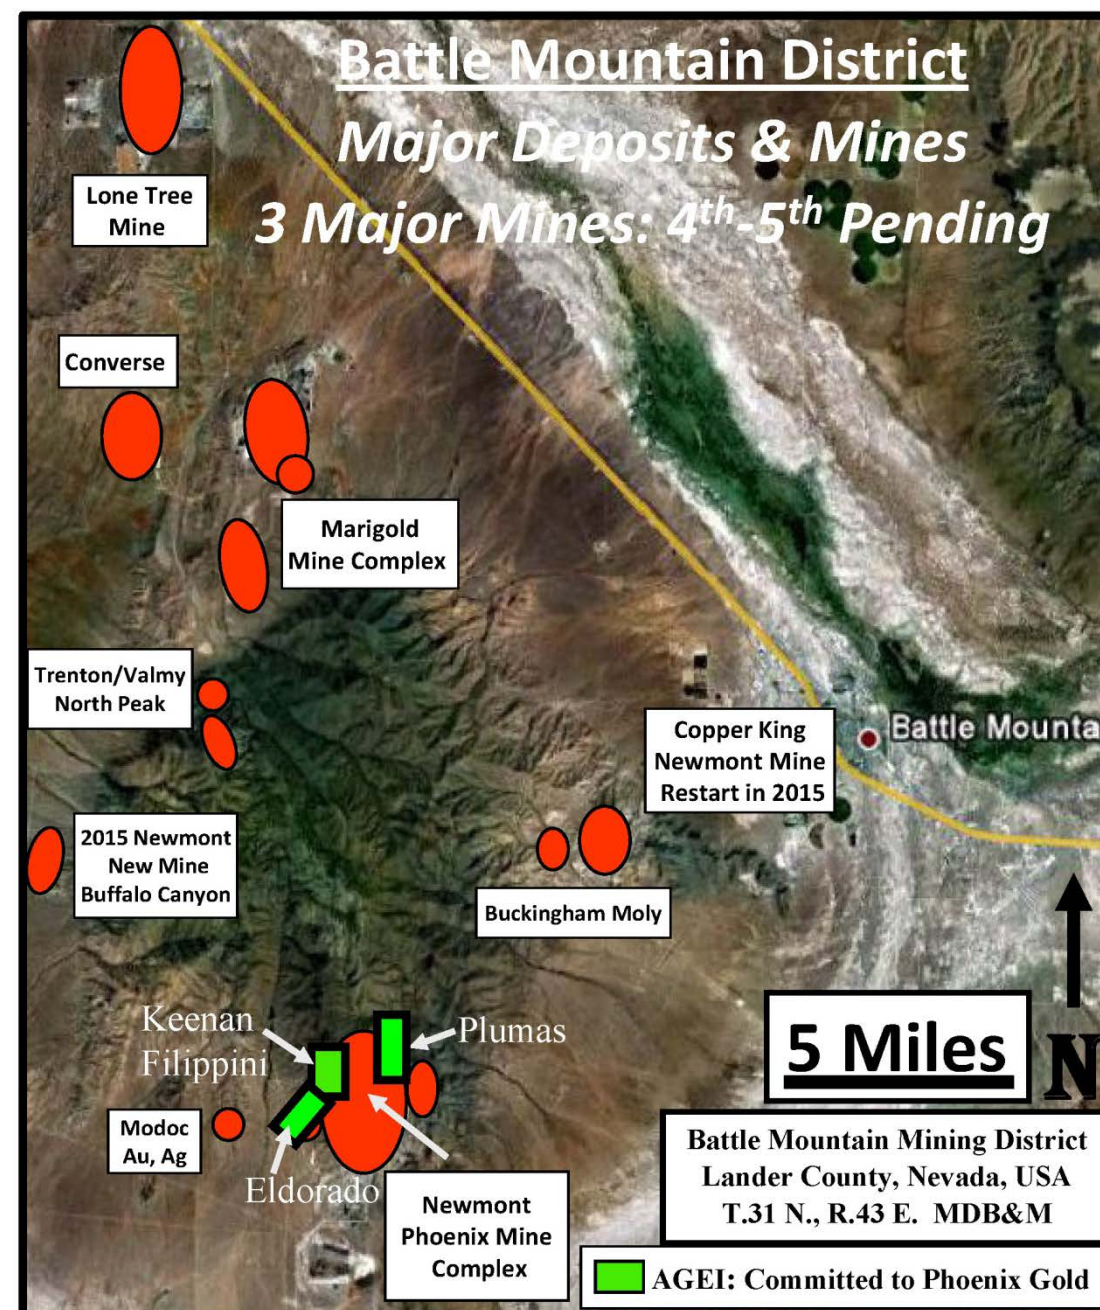 Battle Mountain District
Major Deposits & Mines
3 Major Mines: 4th-5th Pending
Lone Tree
Mine
Converse
Marigold
Mine Complex
Trenton/Valmy
North Peak
Copper King
Newmont Mine
Restart in 2015
Battle Mounta
2015 Newmont
New Mine
Buffalo Canyon
Buckingham Moly
Keenan
Filippini
Plumas
5 Miles
N
Modoc
Au, Ag
Eldorado
Newmont
Phoenix Mine
Complex
Battle Mountain Mining District
Lander County, Nevada, USA
T.31 N., R.43 E. MDB&M
AGEI: Committed to Phoenix Gold